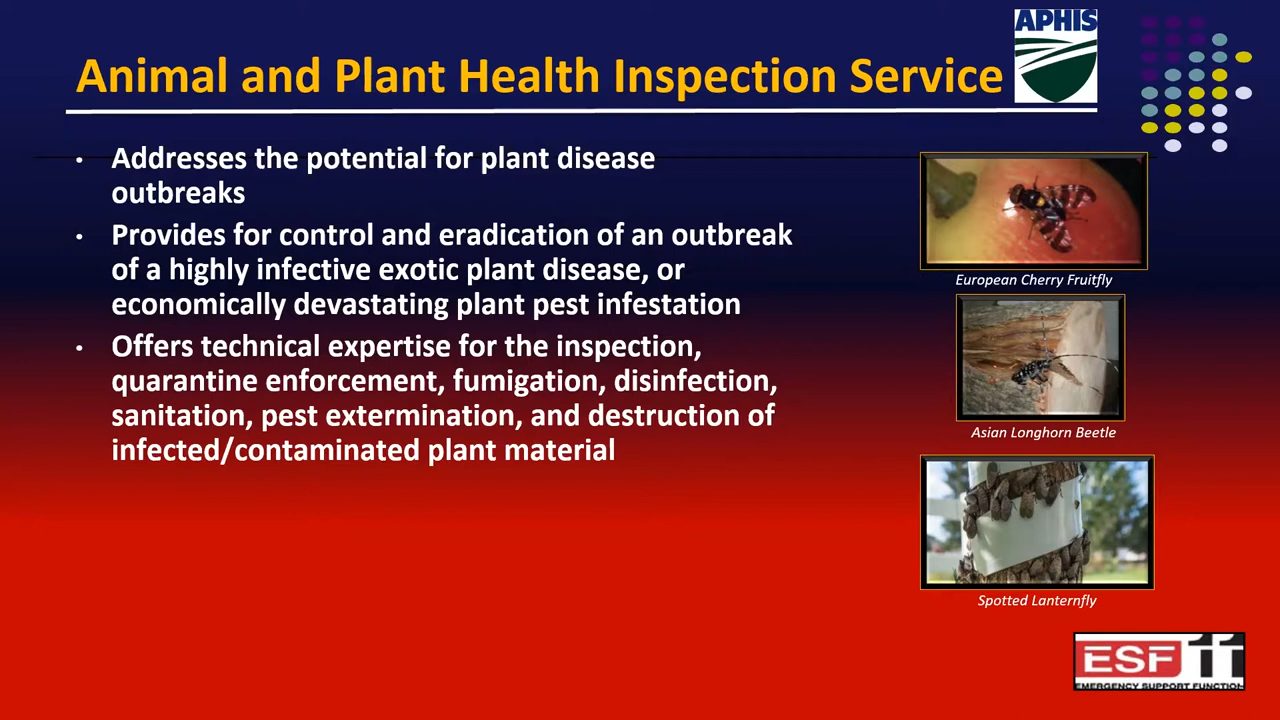 APHIS
Animal and Plant Health Inspection Service
• Addresses the potential for plant disease
outbreaks
• Provides for control and eradication of an outbreak
of a highly infective exotic plant disease, or
economically devastating plant pest infestation
• Offers technical expertise for the inspection,
quarantine enforcement, fumigation, disinfection,
sanitation, pest extermination, and destruction of
infected/contaminated plant material
European Cherry Fruitfly
Asian Longhorn Beetle
Spotted Lanternfly
ESF 11
EMERGENCY SUPPORT FUNCTION